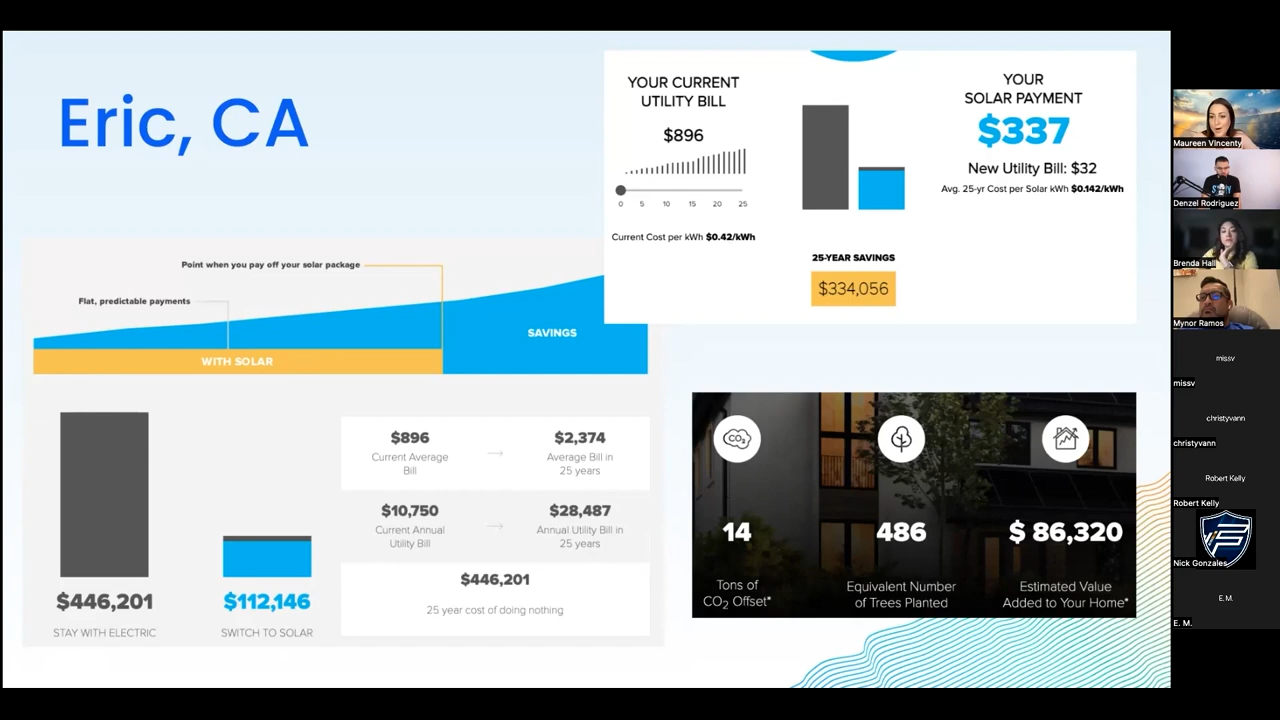 Eric, CA
YOUR CURRENT
UTILITY BILL
$896
0 5 10 15 20 25
Current Cost per kWh $0.42/kWh
25-YEAR SAVINGS
$334,056
YOUR
SOLAR PAYMENT
$337
New Utility Bill: $32
Avg. 25-yr Cost per Solar kWh $0.142/kWh
Point when you pay off your solar package
Flat, predictable payments
WITH SOLAR
SAVINGS
$446,201
STAY WITH ELECTRIC
$112,146
SWITCH TO SOLAR
$896
Current Average
Bill
$2,374
Average Bill in
25 years
$10,750
Current Annual
Utility Bill
$28,487
Annual Utility Bill in
25 years
$446,201
25 year cost of doing nothing
CO2
14
Tons of
CO2 Offset*
486
Equivalent Number
of Trees Planted
$ 86,320
Estimated Value
Added to Your Home*
Maureen VIncenty
Denzel Rodriguez
Brenda Hall
Mynor Ramos
missv
missv
christyvann
christyvann
Robert Kelly
Robert Kelly
Nick Gonzales
E.M.
E. M.